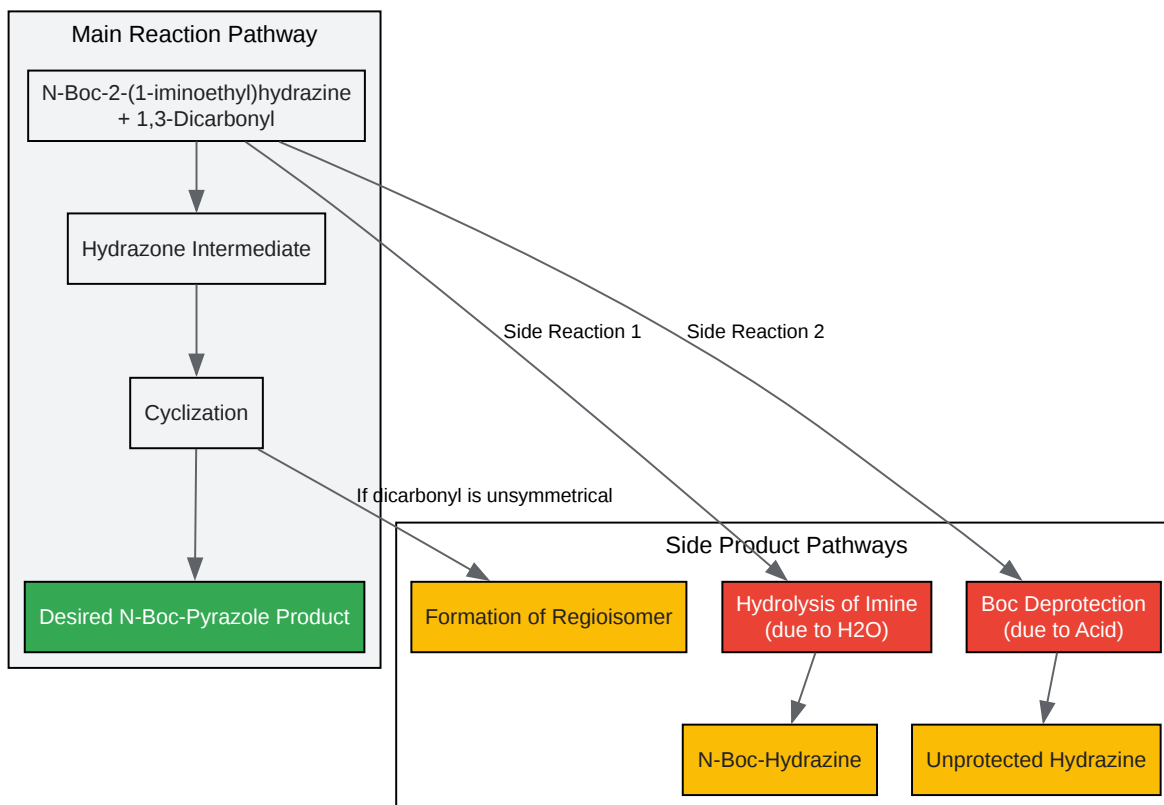 Main Reaction Pathway
N-Boc-2-(1-iminoethyl)hydrazine
+ 1,3-Dicarbonyl
Hydrazone Intermediate
Side Reaction 1
Side Reaction 2
Cyclization
If dicarbonyl is unsymmetrical
Side Product Pathways
Desired N-Boc-Pyrazole Product
Formation of Regioisomer
Hydrolysis of Imine
(due to H2O)
Boc Deprotection
(due to Acid)
N-Boc-Hydrazine
Unprotected Hydrazine